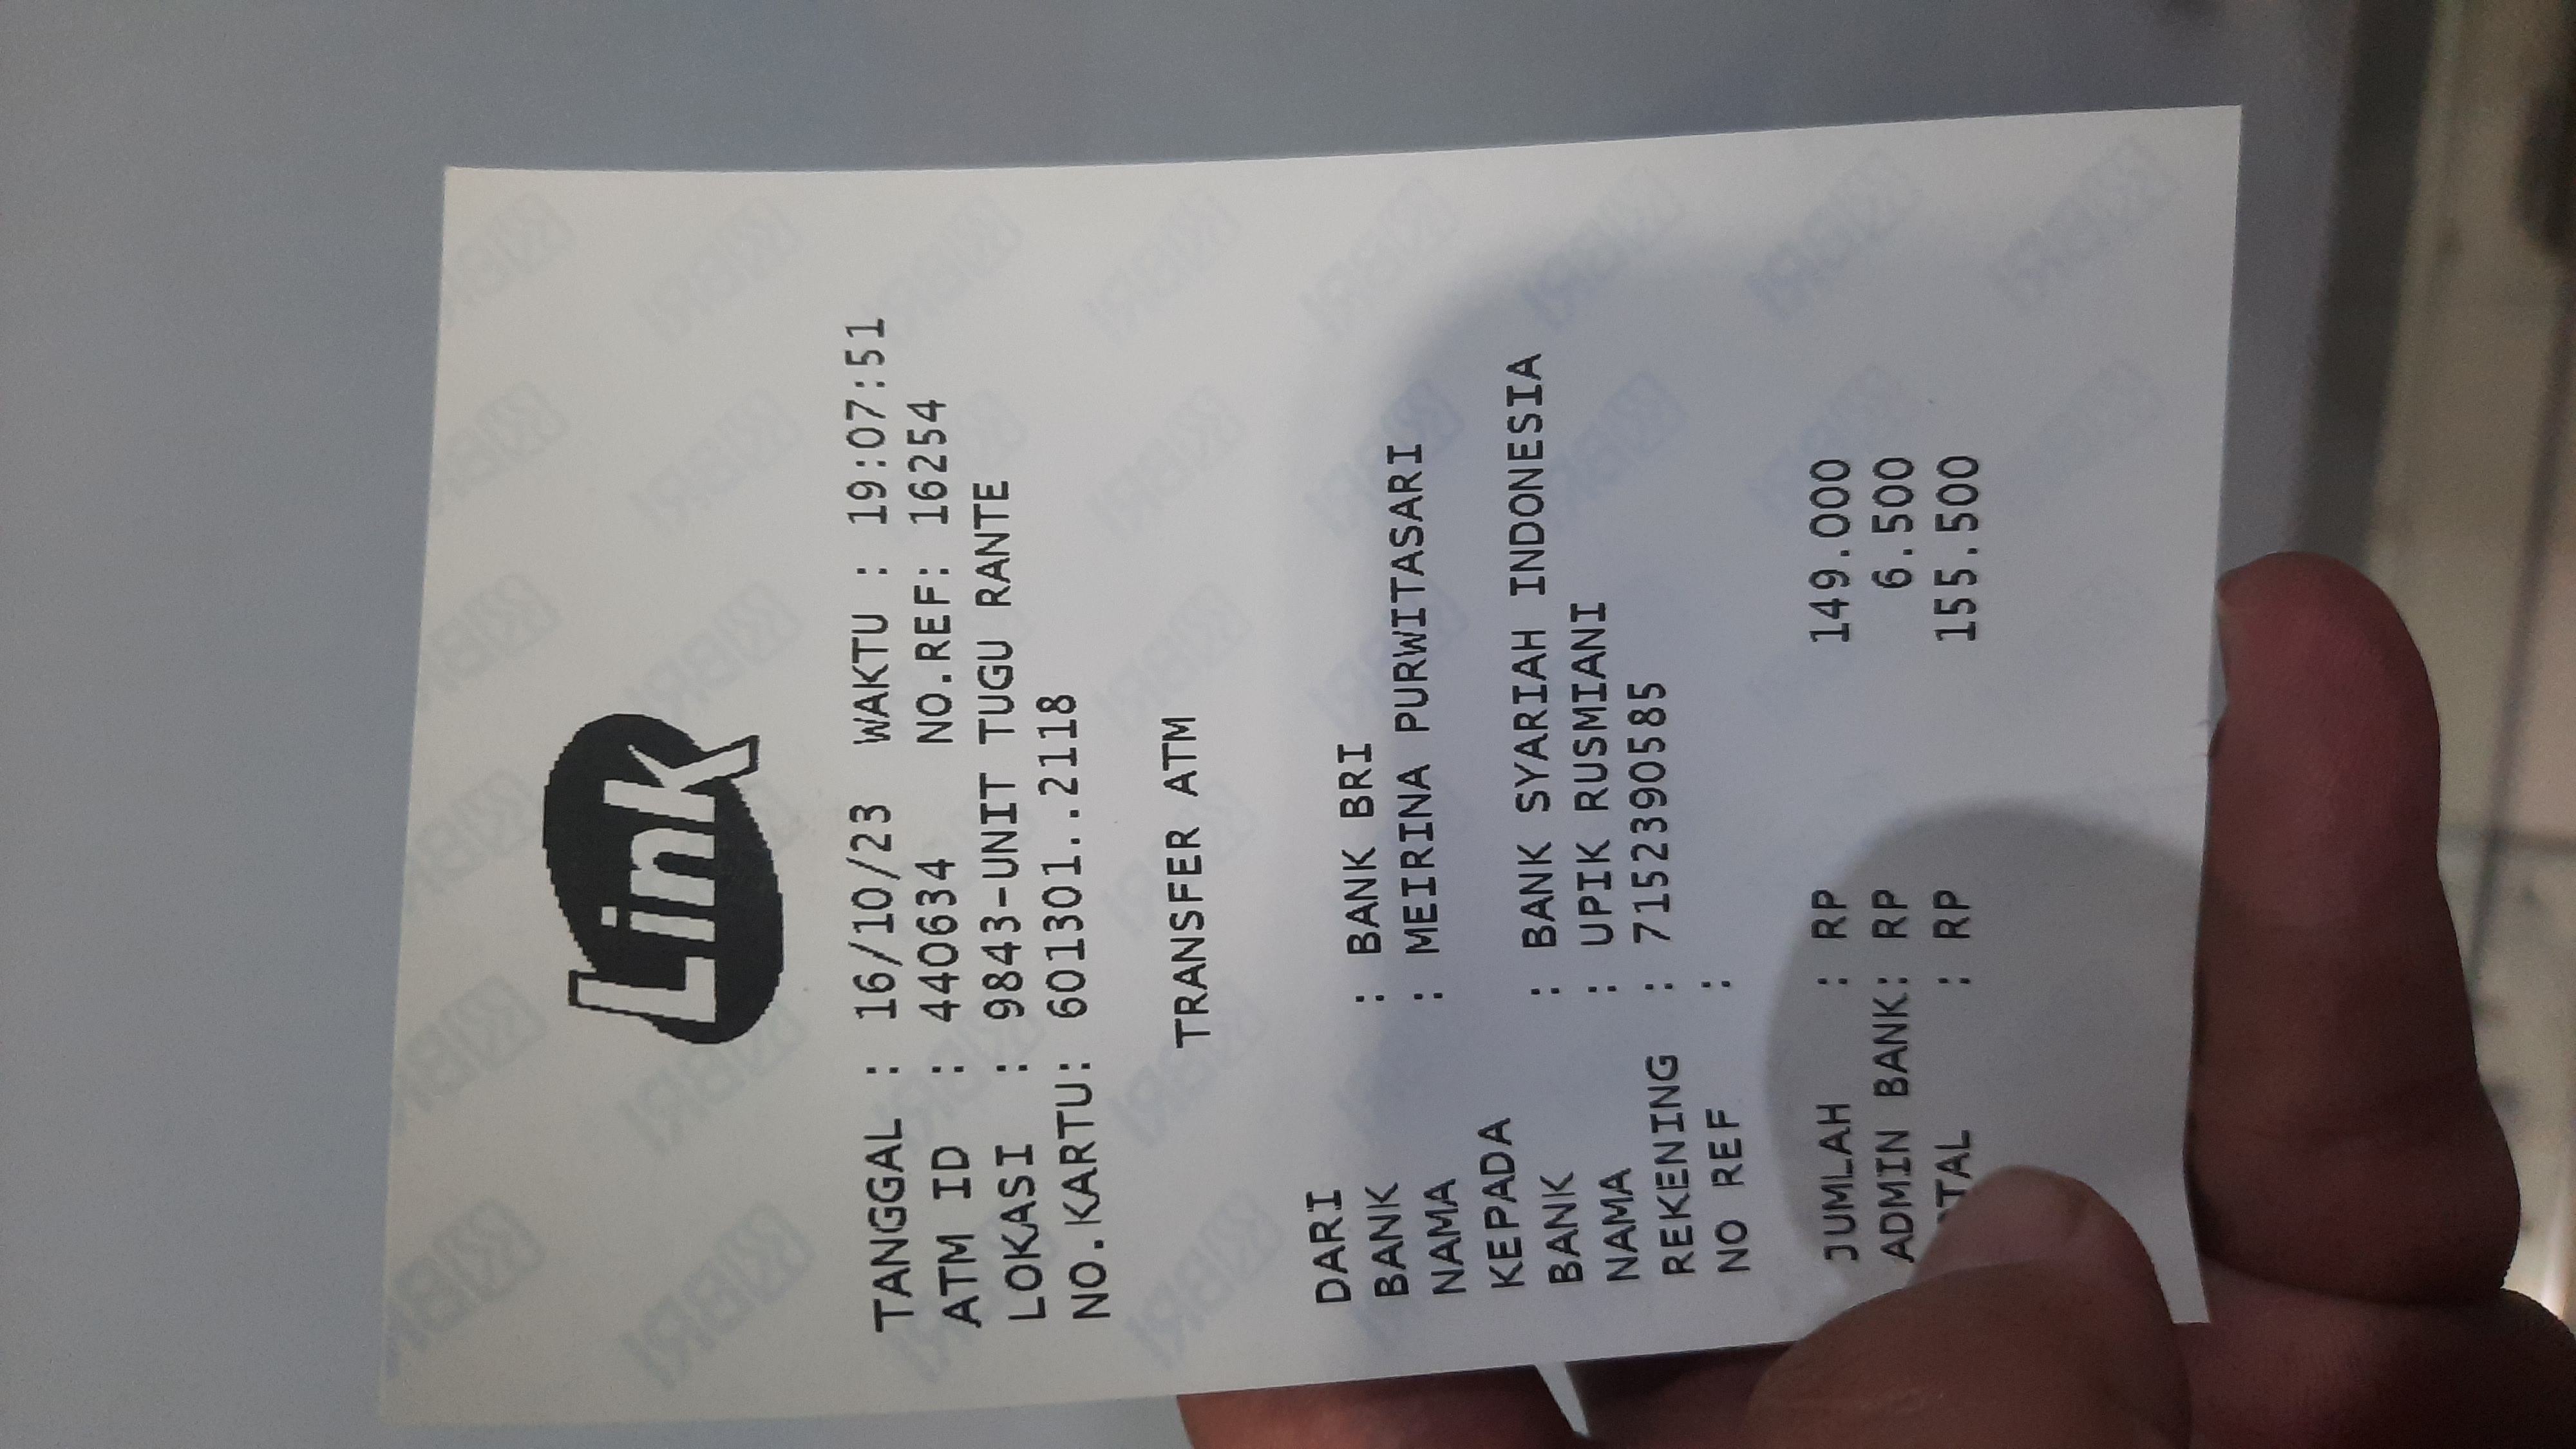 Link
TANGGAL : 16/10/23 WAKTU : 19:07:51
ATM ID : 440634 NO.REF: 16254
LOKASI : 9843-UNIT TUGU RANTE
NO.KARTU: 601301..2118
TRANSFER ATM
DARI
BANK : BANK BRI
NAMA : MEIRINA PURWITASARI
KEPADA
BANK : BANK SYARIAH INDONESIA
NAMA : UPIK RUSMIANI
REKENING : 7152390585
NO REF :
JUMLAH : RP 149.000
ADMIN BANK: RP 6.500
TAL : RP 155.500